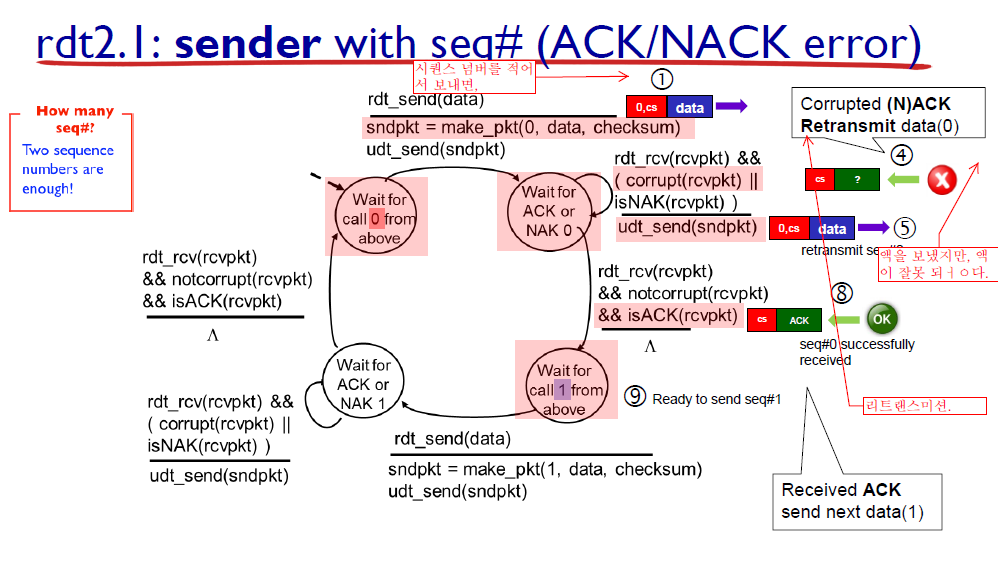 rdt2.1: sender with seq# (ACK/NACK error)
시퀀스 넘버를 적어
서 보내면,
How many
seq#?
Two sequence
numbers are
enough!
rdt_send(data)
sndpkt = make_pkt(0, data, checksum)
udt_send(sndpkt)
①
0,cs data
Corrupted (N)ACK
Retransmit data(0)
④
cs ?
rdt_rcv(rcvpkt) &&
( corrupt(rcvpkt) ||
isNAK(rcvpkt) )
udt_send(sndpkt)
0,cs data
⑤
retransmit
액을 보냈지만, 액
이 잘못 되ㅓㅇ다.
Wait for
call 0 from
above
Wait for
ACK or
NAK 0
rdt_rcv(rcvpkt)
&& notcorrupt(rcvpkt)
&& isACK(rcvpkt)
Λ
rdt_rcv(rcvpkt)
&& notcorrupt(rcvpkt)
&& isACK(rcvpkt)
Λ
⑧
cs ACK
OK
seq#0 successfully
received
Wait for
ACK or
NAK 1
Wait for
call 1 from
above
⑨ Ready to send seq#1
리트랜스미션.
rdt_rcv(rcvpkt) &&
( corrupt(rcvpkt) ||
isNAK(rcvpkt) )
udt_send(sndpkt)
rdt_send(data)
sndpkt = make_pkt(1, data, checksum)
udt_send(sndpkt)
Received ACK
send next data(1)